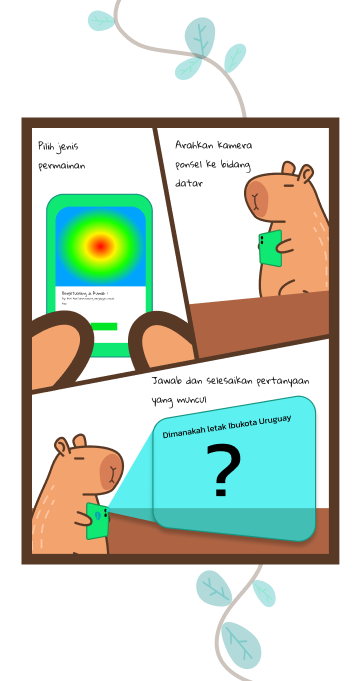 Pilih jenis
permainan
Arahkan kamera
ponsel ke bidang
datar
Jawab dan selesaikan pertanyaan
yang muncul
Dimanakah letak Ibukota Uruguay
?